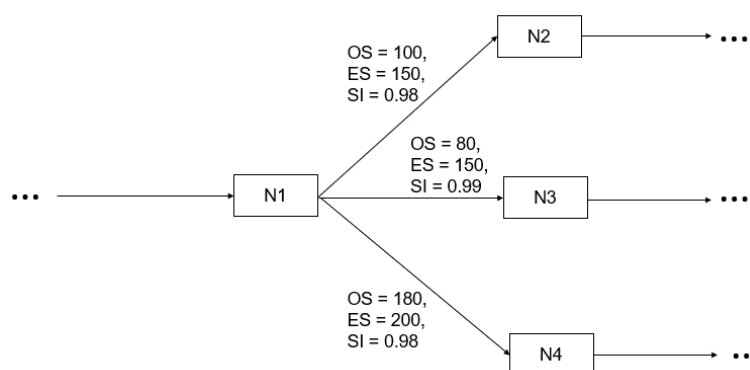 N2
OS = 100,
ES = 150,
SI = 0.98
OS = 80,
ES = 150,
SI = 0.99
...
N1
N3
...
...
OS = 180,
ES = 200,
SI = 0.98
N4
..